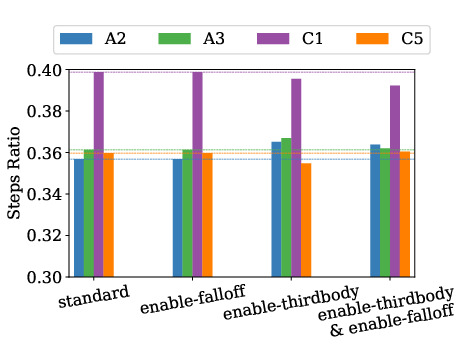 A2 A3 C1 C5
0.40
0.38
0.36
0.34
0.32
0.30
Steps Ratio
standard
enable-falloff
enable-thirdbody
enable-thirdbody
& enable-falloff